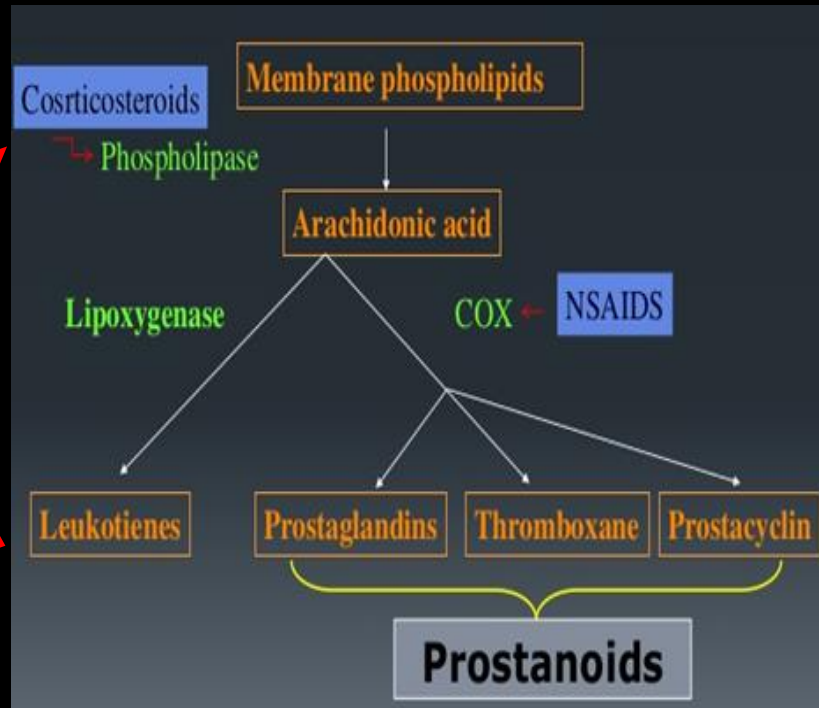 Membrane phospholipids
Cosrticosteroids
Phospholipase
Arachidonic acid
Lipoxygenase
COX
NSAIDS
Leukotienes
Prostaglandins
Thromboxane
Prostacyclin
Prostanoids